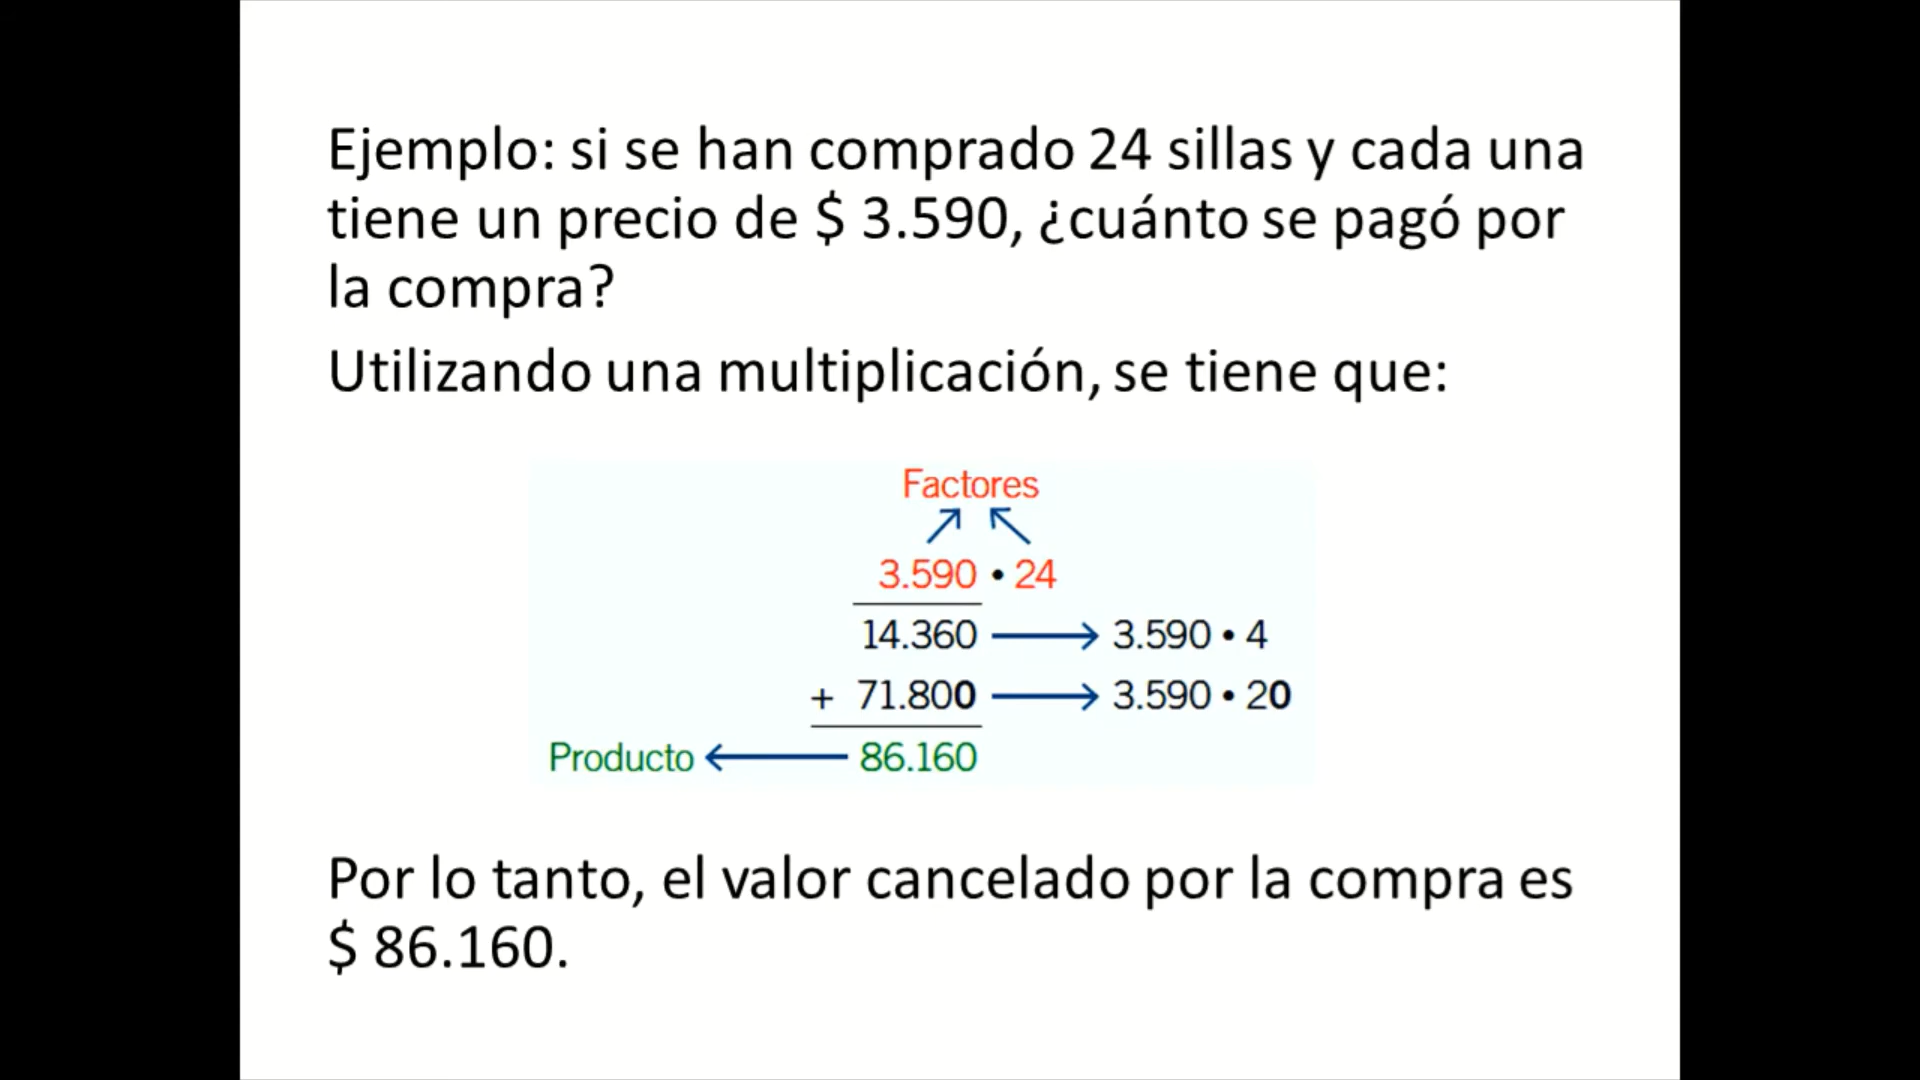 Ejemplo: si se han comprado 24 sillas y cada una
tiene un precio de $ 3.590, ¿cuánto se pagó por
la compra?
Utilizando una multiplicación, se tiene que:
Factores
3.590 • 24
14.360 → 3.590 • 4
+ 71.800 → 3.590 • 20
Producto ← 86.160
Por lo tanto, el valor cancelado por la compra es
$ 86.160.